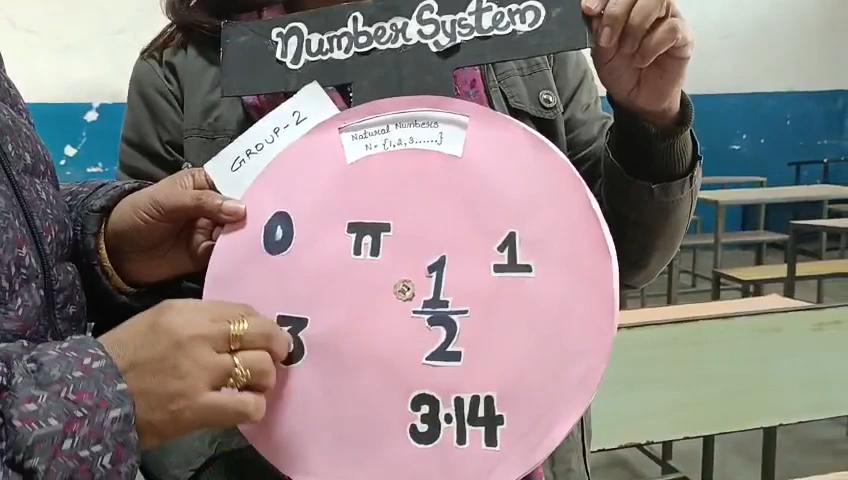 Number System
GROUP-2
Natural Numbers
N = {1,2,3......}
0 π 1
1
2
3
3.14